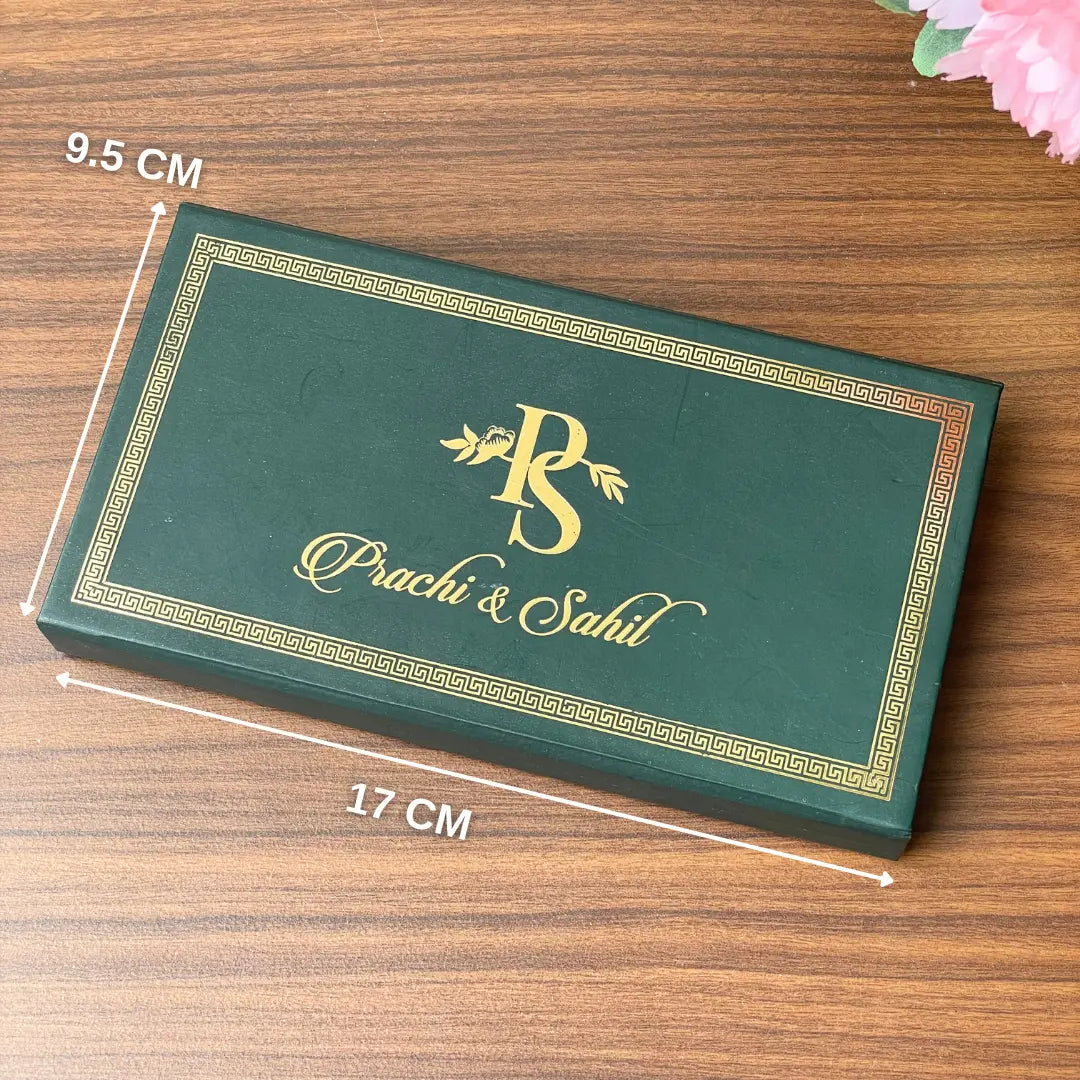 9.5 CM
PS
Prachi & Sahil
17 CM